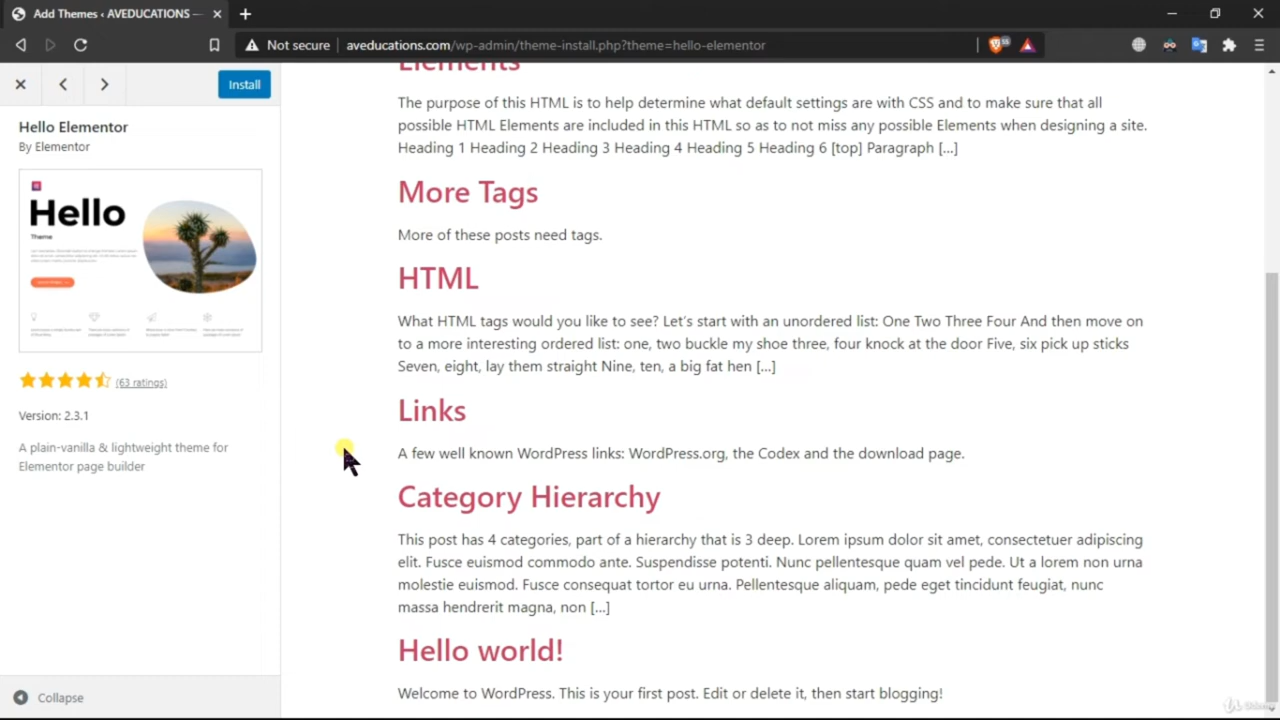 Add Themes ‹ AVEDUCATIONS —
Not secure
aveducations.com/wp-admin/theme-install.php?theme=hello-elementor
Install
Hello Elementor
By Elementor
Hello
Theme
(63 ratings)
Version: 2.3.1
A plain-vanilla & lightweight theme for
Elementor page builder
Collapse
Elements
The purpose of this HTML is to help determine what default settings are with CSS and to make sure that all
possible HTML Elements are included in this HTML so as to not miss any possible Elements when designing a site.
Heading 1 Heading 2 Heading 3 Heading 4 Heading 5 Heading 6 [top] Paragraph […]
More Tags
More of these posts need tags.
HTML
What HTML tags would you like to see? Let's start with an unordered list: One Two Three Four And then move on
to a more interesting ordered list: one, two buckle my shoe three, four knock at the door Five, six pick up sticks
Seven, eight, lay them straight Nine, ten, a big fat hen […]
Links
A few well known WordPress links: WordPress.org, the Codex and the download page.
Category Hierarchy
This post has 4 categories, part of a hierarchy that is 3 deep. Lorem ipsum dolor sit amet, consectetuer adipiscing
elit. Fusce euismod commodo ante. Suspendisse potenti. Nunc pellentesque quam vel pede. Ut a lorem non urna
molestie euismod. Fusce consequat tortor eu urna. Pellentesque aliquam, pede eget tincidunt feugiat, nunc
massa hendrerit magna, non […]
Hello world!
Welcome to WordPress. This is your first post. Edit or delete it, then start blogging!